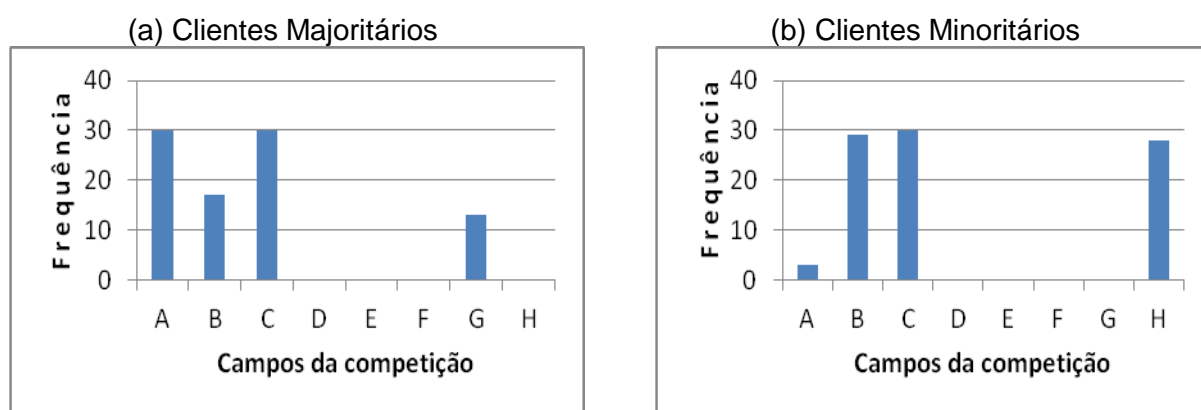 (a) Clientes Majoritários
Frequência
40
30
20
10
0
A B C D E F G H
Campos da competição
(b) Clientes Minoritários
Frequência
40
30
20
10
0
A B C D E F G H
Campos da competição